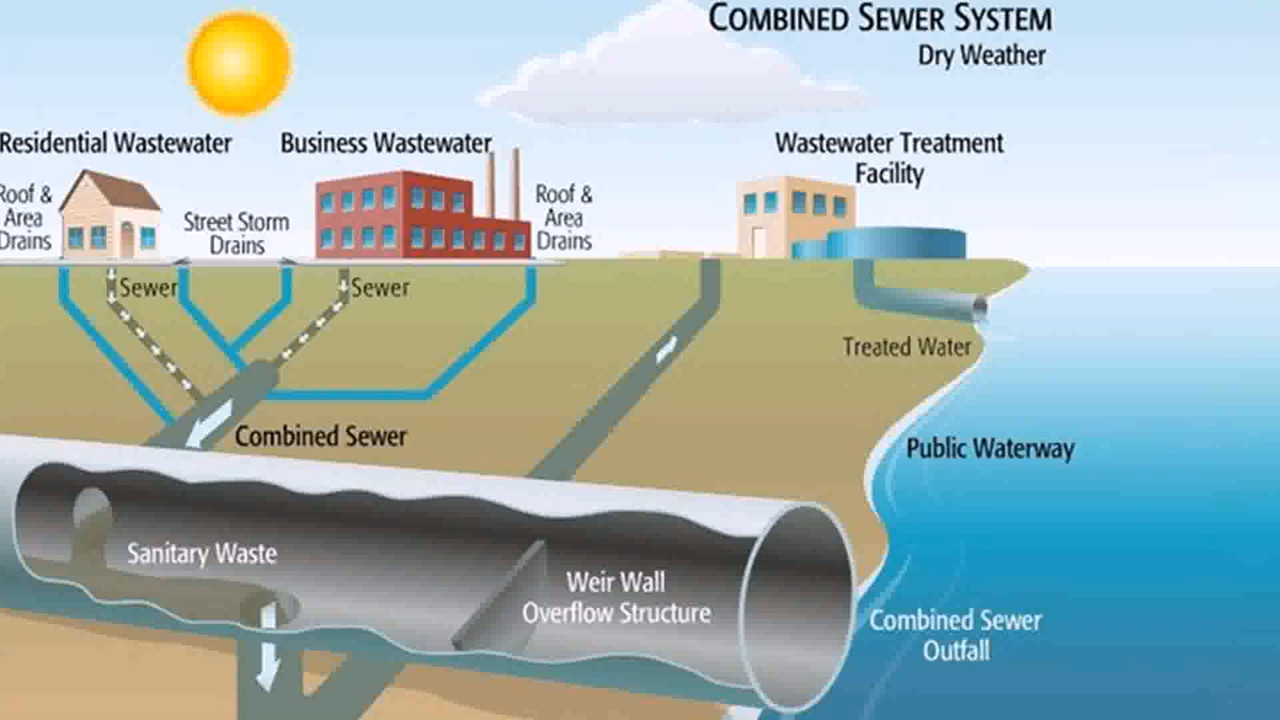 COMBINED SEWER SYSTEM
Dry Weather
Residential Wastewater
Business Wastewater
Wastewater Treatment
Facility
Roof &
Area
Drains
Street Storm
Drains
Roof &
Area
Drains
Sewer
Sewer
Treated Water
Combined Sewer
Public Waterway
Sanitary Waste
Weir Wall
Overflow Structure
Combined Sewer
Outfall